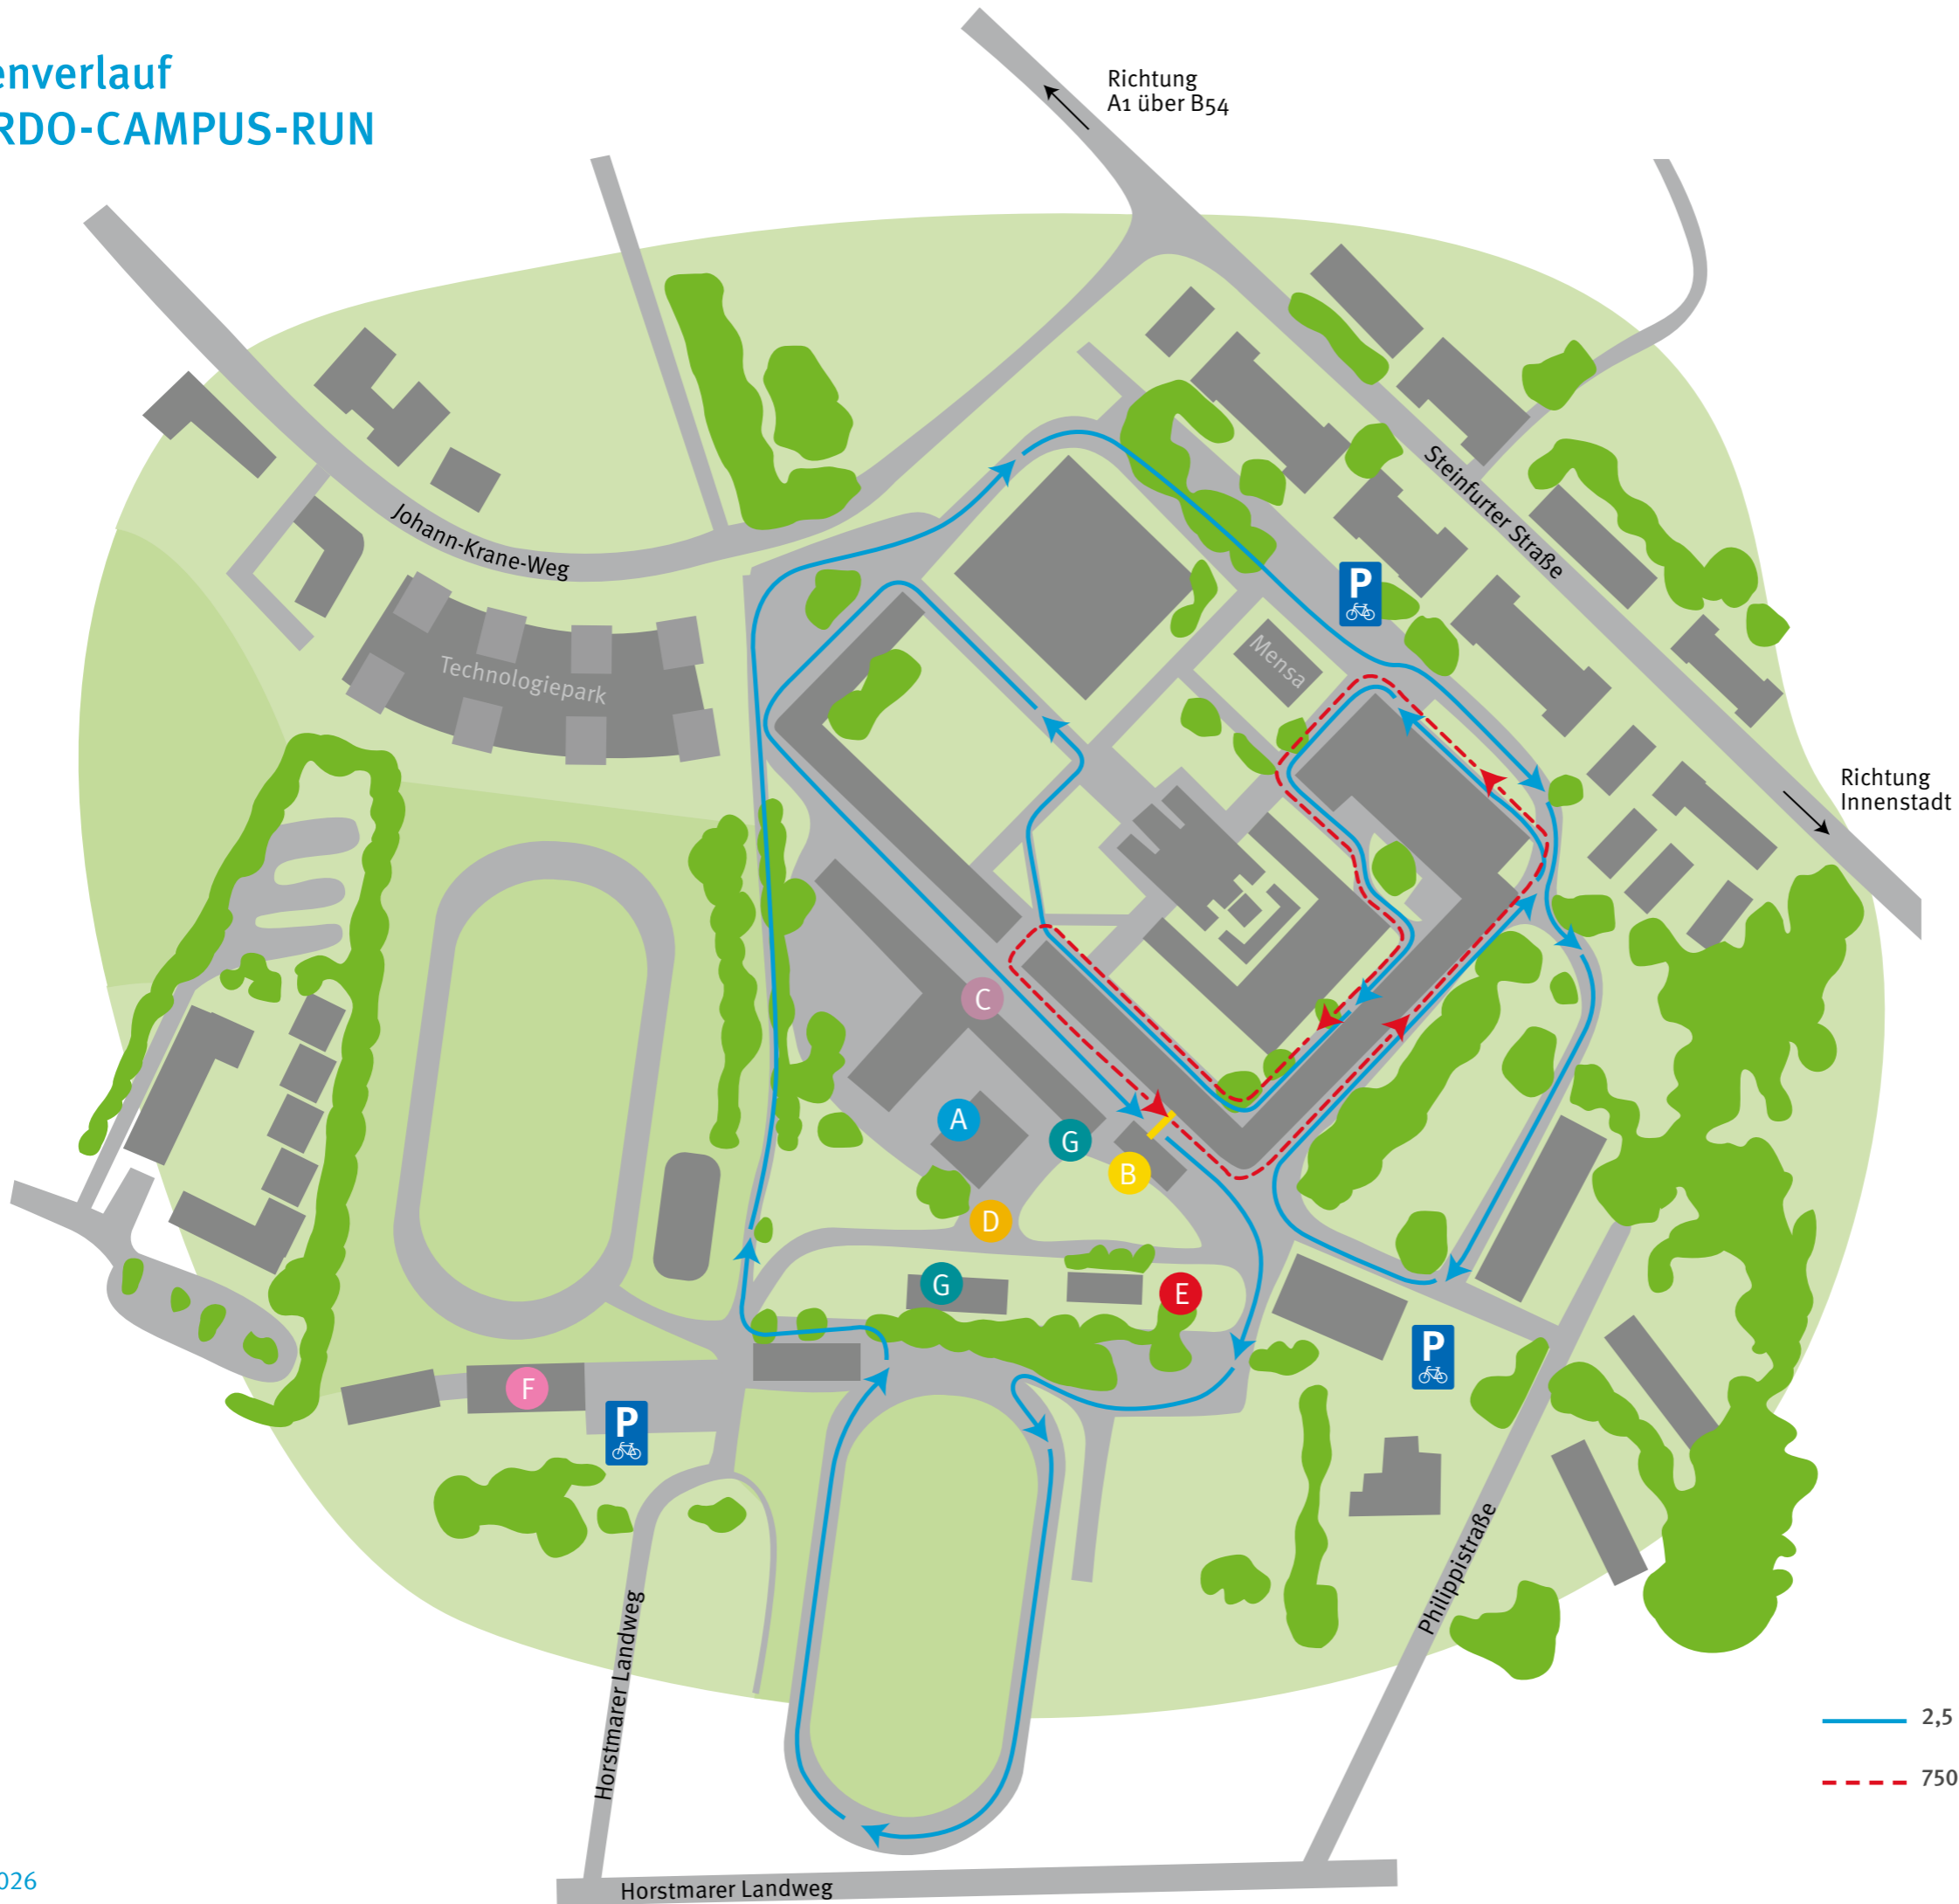 enverlauf
RDO-CAMPUS-RUN
Richtung
A1 über B54
Johann-Krane-Weg
Steinfurter Straße
P
Mensa
Technologiepark
Richtung
Innenstadt
C
A
G
B
D
G
E
P
F
P
Philippistraße
Horstmarer Landweg
2,5
750
026
Horstmarer Landweg